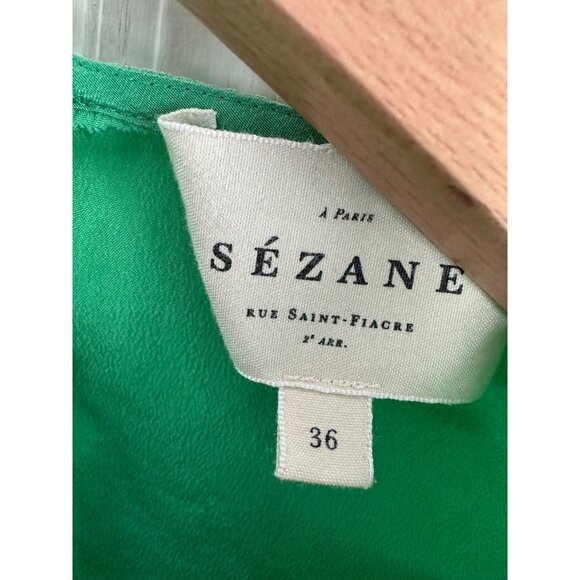 À PARIS
SÉZANE
RUE SAINT-FIACRE
2ᵉ ARR.
36